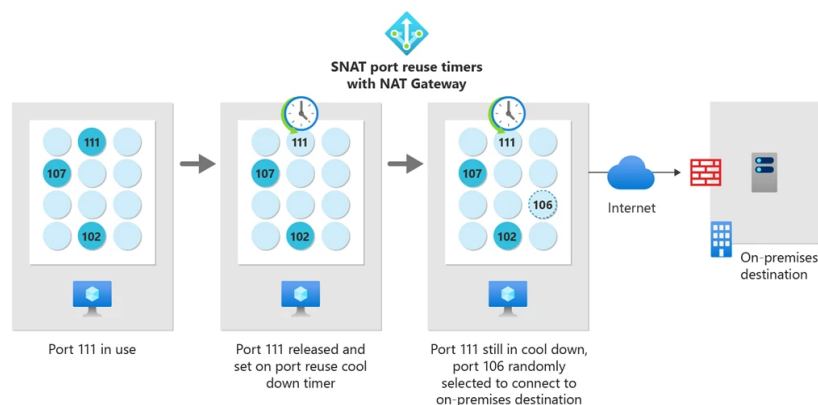 SNAT port reuse timers
with NAT Gateway
111
107
102
111
107
102
111
107
106
102
Internet
On-premises
destination
Port 111 in use
Port 111 released and
set on port reuse cool
down timer
Port 111 still in cool down,
port 106 randomly
selected to connect to
on-premises destination